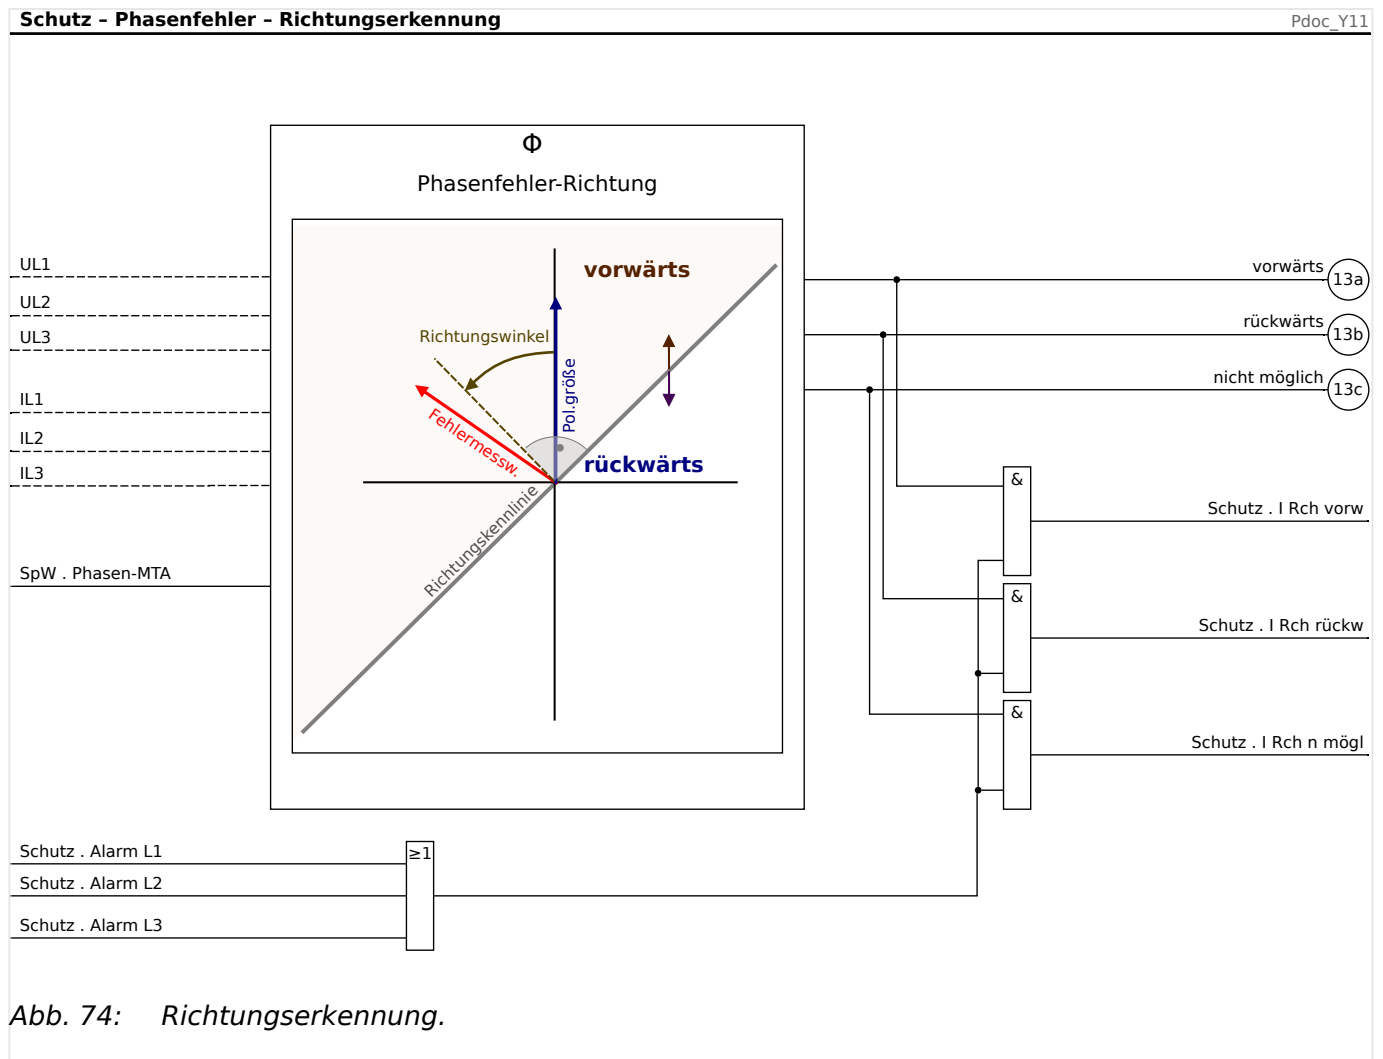 Schutz – Phasenfehler – Richtungserkennung
Pdoc_Y11
Φ
Phasenfehler-Richtung
UL1
UL2
UL3
IL1
IL2
IL3
SpW . Phasen-MTA
vorwärts
Richtungswinkel
Pol.größe
Fehlermessw.
rückwärts
Richtungskennlinie
vorwärts
13a
rückwärts
13b
nicht möglich
13c
&
Schutz . I Rch vorw
&
Schutz . I Rch rückw
&
Schutz . I Rch n mögl
Schutz . Alarm L1
≥1
Schutz . Alarm L2
Schutz . Alarm L3
Abb. 74: Richtungserkennung.